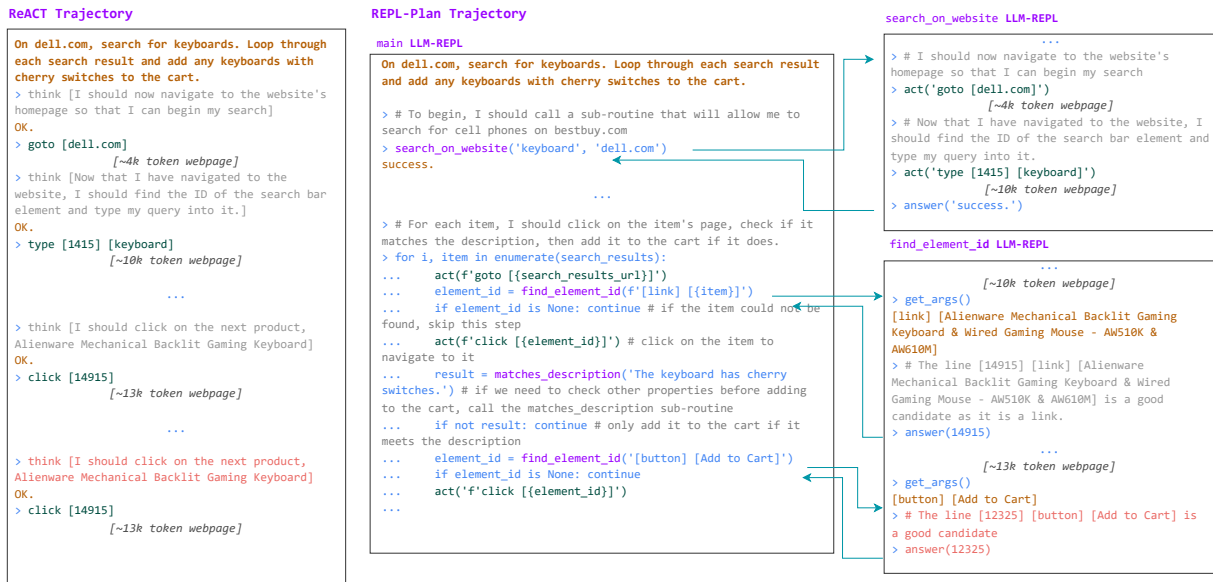 ReACT Trajectory
On dell.com, search for keyboards. Loop through
each search result and add any keyboards with
cherry switches to the cart.
> think [I should now navigate to the website's
homepage so that I can begin my search]
OK.
> goto [dell.com]
[~4k token webpage]
> think [Now that I have navigated to the
website, I should find the ID of the search bar
element and type my query into it.]
OK.
> type [1415] [keyboard]
[~10k token webpage]
...
> think [I should click on the next product,
Alienware Mechanical Backlit Gaming Keyboard]
OK.
> click [14915]
[~13k token webpage]
...
> think [I should click on the next product,
Alienware Mechanical Backlit Gaming Keyboard]
OK.
> click [14915]
[~13k token webpage]
REPL-Plan Trajectory
main LLM-REPL
On dell.com, search for keyboards. Loop through each search result
and add any keyboards with cherry switches to the cart.
> # To begin, I should call a sub-routine that will allow me to
search for cell phones on bestbuy.com
> search_on_website('keyboard', 'dell.com')
success.
...
> # For each item, I should click on the item's page, check if it
matches the description, then add it to the cart if it does.
> for i, item in enumerate(search_results):
... act(f'goto [{search_results_url}]')
... element_id = find_element_id(f'[link] [{item}]')
... if element_id is None: continue # if the item could not be
found, skip this step
... act(f'click [{element_id}]') # click on the item to
navigate to it
... result = matches_description('The keyboard has cherry
switches.') # if we need to check other properties before adding
to the cart, call the matches_description sub-routine
... if not result: continue # only add it to the cart if it
meets the description
... element_id = find_element_id('[button] [Add to Cart]')
... if element_id is None: continue
... act('f'click [{element_id}]')
...
search_on_website LLM-REPL
...
> # I should now navigate to the website's
homepage so that I can begin my search
> act('goto [dell.com]')
[~4k token webpage]
> # Now that I have navigated to the website, I
should find the ID of the search bar element and
type my query into it.
> act('type [1415] [keyboard]')
[~10k token webpage]
> answer('success.')
find_element_id LLM-REPL
...
[~10k token webpage]
> get_args()
[link] [Alienware Mechanical Backlit Gaming
Keyboard & Wired Gaming Mouse - AW510K &
AW610M]
> # The line [14915] [link] [Alienware
Mechanical Backlit Gaming Keyboard & Wired
Gaming Mouse - AW510K & AW610M] is a good
candidate as it is a link.
> answer(14915)
...
[~13k token webpage]
> get_args()
[button] [Add to Cart]
> # The line [12325] [button] [Add to Cart] is
a good candidate
> answer(12325)